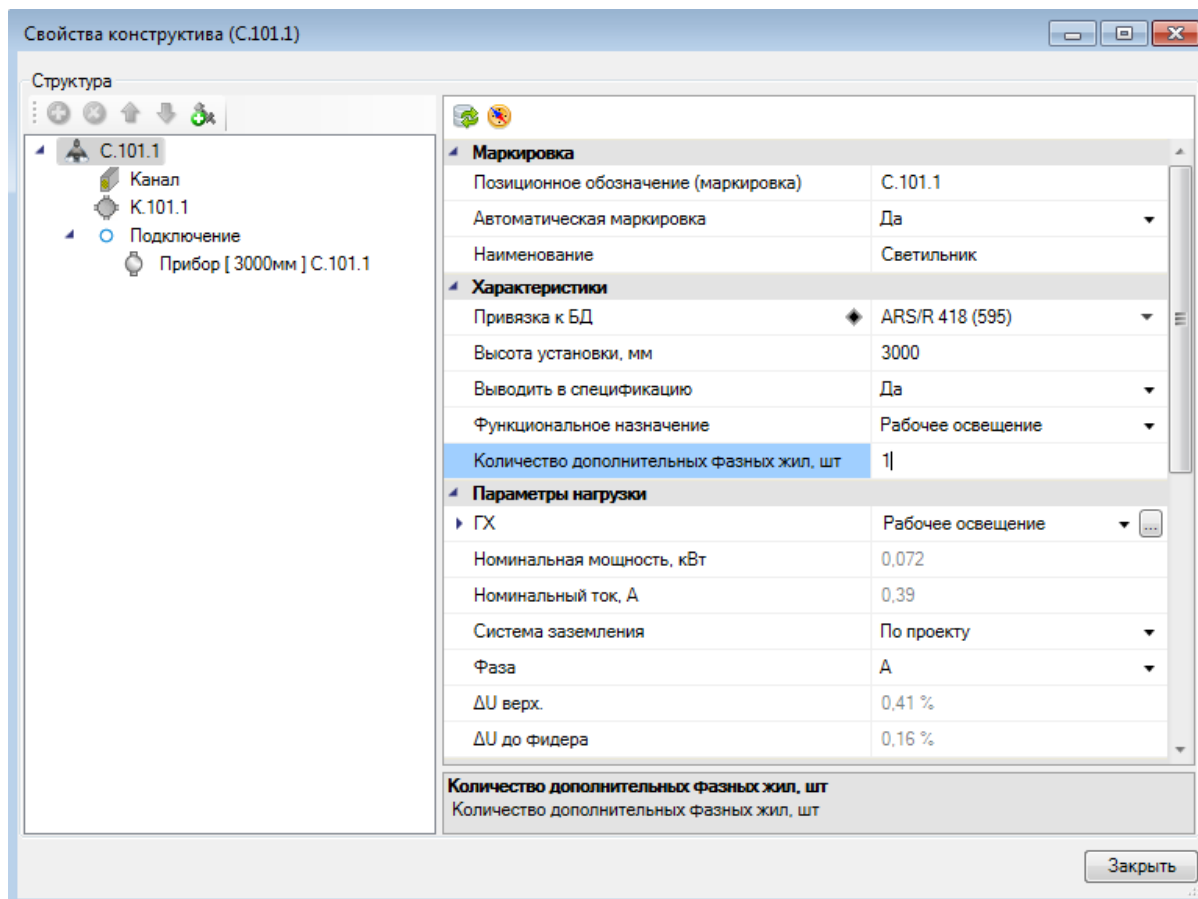 Свойства конструктива (С.101.1)
Структура
С.101.1
Канал
К.101.1
Подключение
Прибор [ 3000мм ] С.101.1
Маркировка
Позиционное обозначение (маркировка) С.101.1
Автоматическая маркировка Да
Наименование Светильник
Характеристики
Привязка к БД ARS/R 418 (595)
Высота установки, мм 3000
Выводить в спецификацию Да
Функциональное назначение Рабочее освещение
Количество дополнительных фазных жил, шт 1
Параметры нагрузки
ГХ Рабочее освещение ...
Номинальная мощность, кВт 0,072
Номинальный ток, А 0,39
Система заземления По проекту
Фаза А
ΔU верх. 0,41 %
ΔU до фидера 0,16 %
Количество дополнительных фазных жил, шт
Количество дополнительных фазных жил, шт
Закрыть